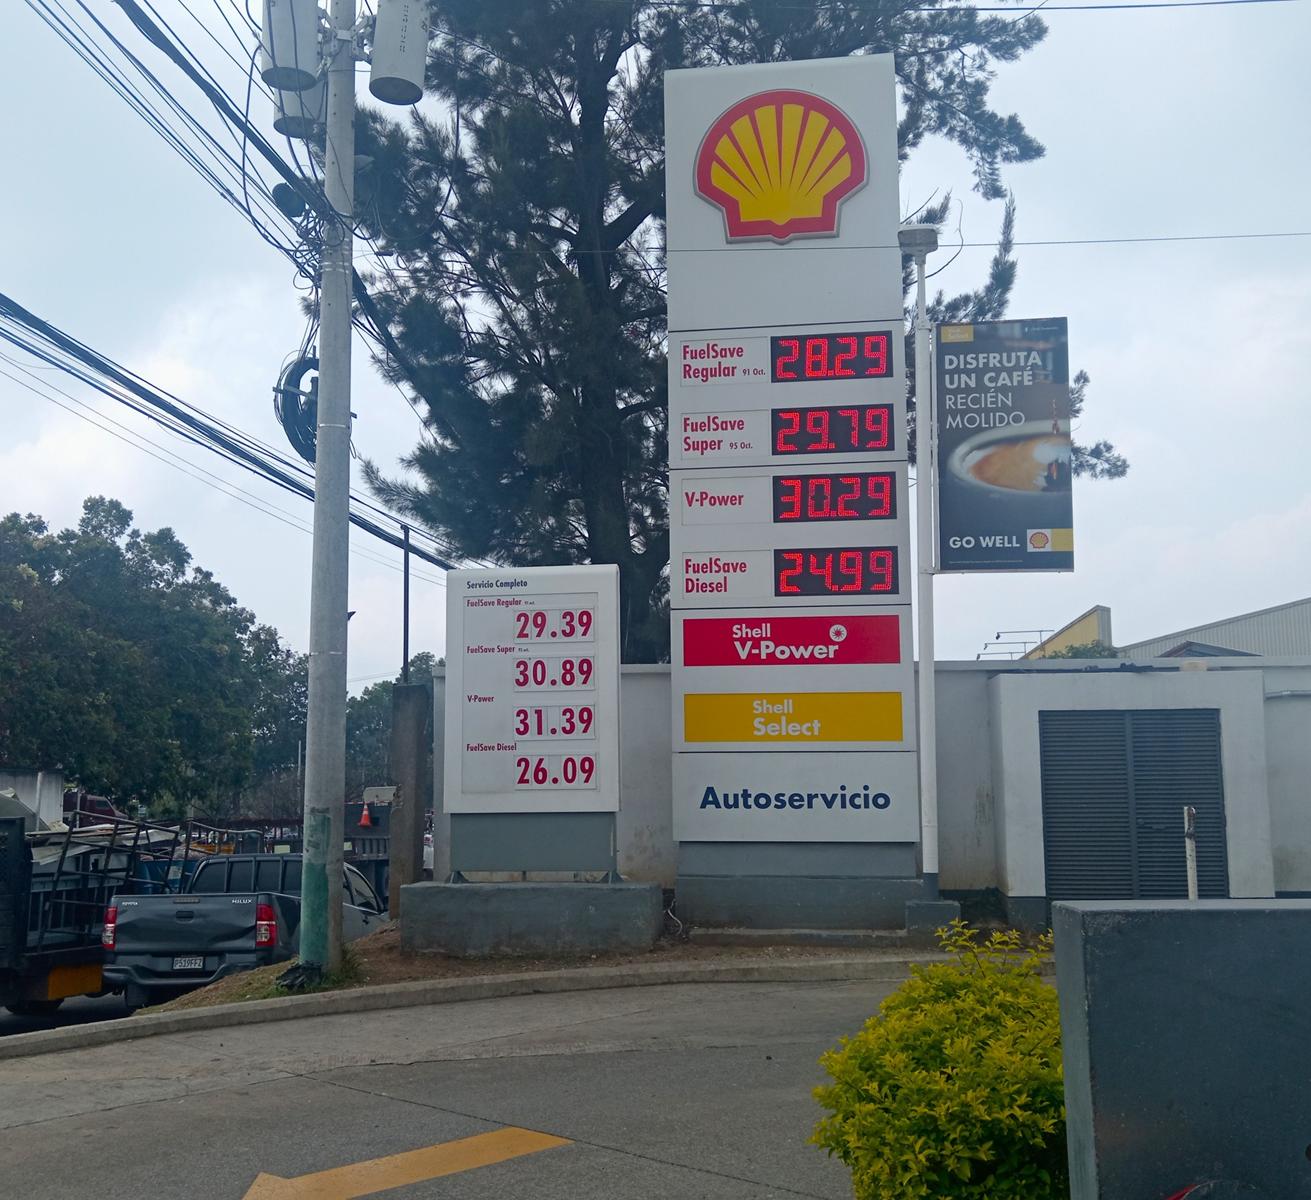 FuelSave
Regular 91 Oct.
28.29
FuelSave
Super 95 Oct.
29.79
V-Power
30.29
FuelSave
Diesel
24.99
Shell
V-Power
Shell
Select
Autoservicio
Servicio Completo
FuelSave Regular
29.39
FuelSave Super
30.89
V-Power
31.39
FuelSave Diesel
26.09
DISFRUTA
UN CAFÉ
RECIÉN
MOLIDO
GO WELL
TOYOTA
HILUX